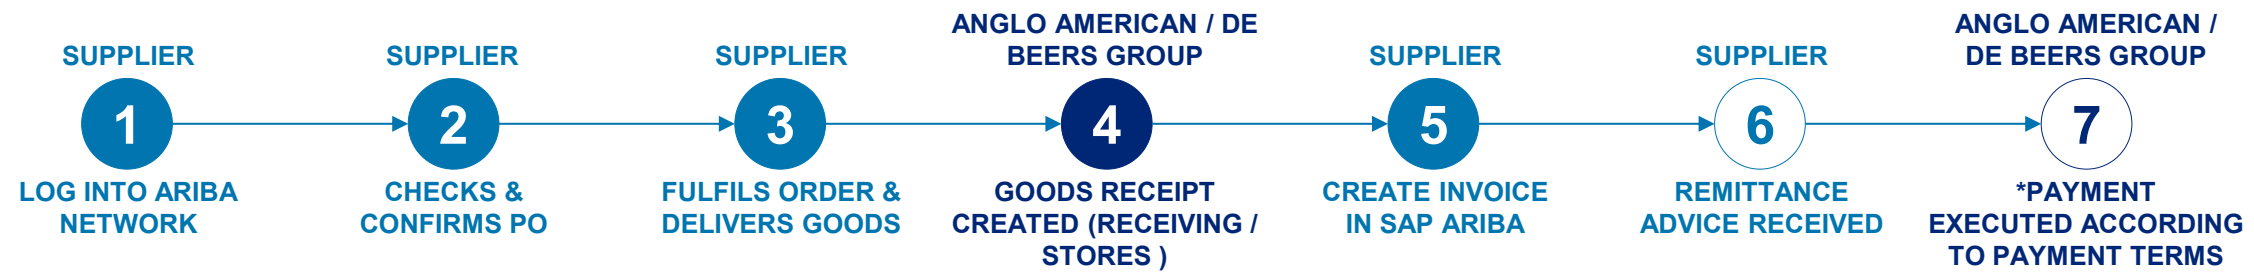 SUPPLIER
1
LOG INTO ARIBA
NETWORK
SUPPLIER
2
CHECKS &
CONFIRMS PO
SUPPLIER
3
FULFILS ORDER &
DELIVERS GOODS
ANGLO AMERICAN / DE
BEERS GROUP
4
GOODS RECEIPT
CREATED (RECEIVING /
STORES )
SUPPLIER
5
CREATE INVOICE
IN SAP ARIBA
SUPPLIER
6
REMITTANCE
ADVICE RECEIVED
ANGLO AMERICAN /
DE BEERS GROUP
7
*PAYMENT
EXECUTED ACCORDING
TO PAYMENT TERMS